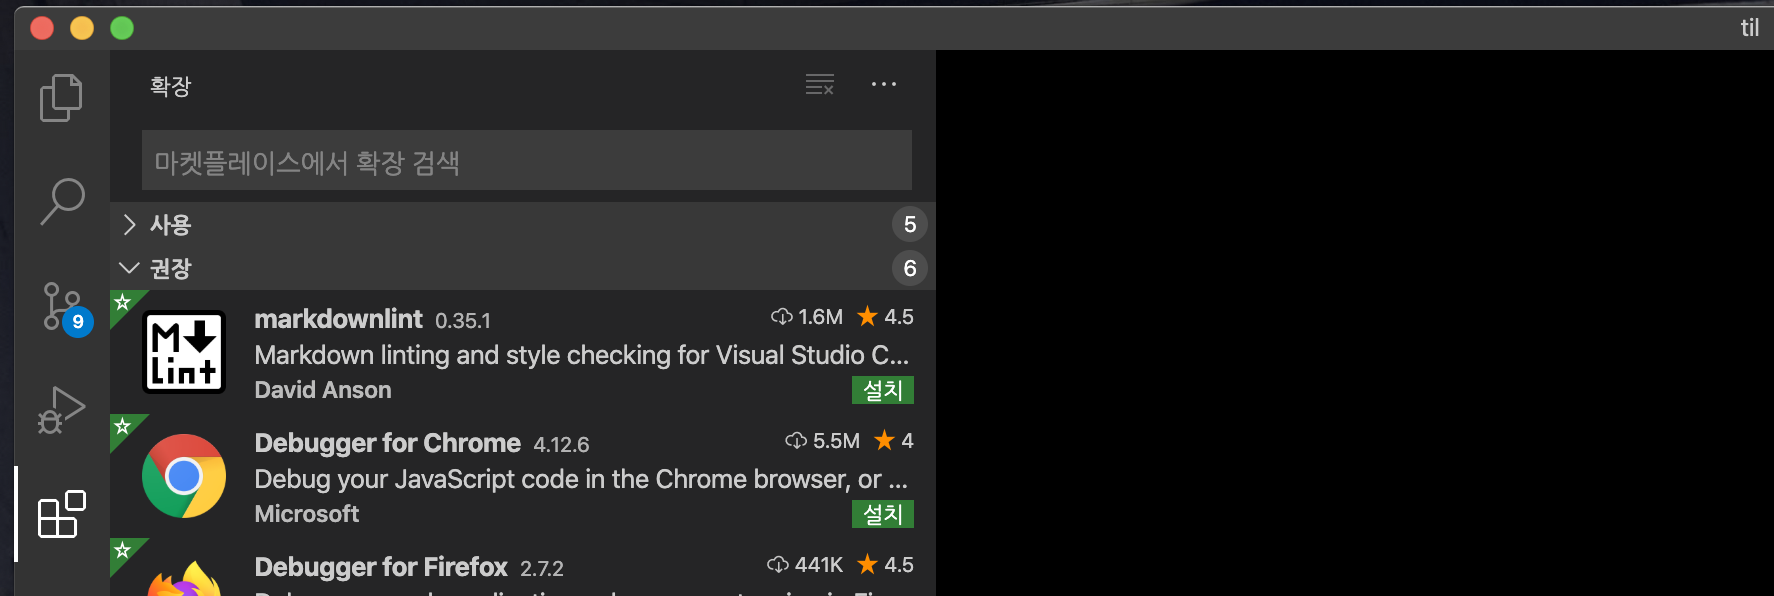 til
확장
마켓플레이스에서 확장 검색
사용 5
권장 6
markdownlint 0.35.1 1.6M 4.5
Markdown linting and style checking for Visual Studio C...
David Anson 설치
M
Lint
Debugger for Chrome 4.12.6 5.5M 4
Debug your JavaScript code in the Chrome browser, or ...
Microsoft 설치
9
Debugger for Firefox 2.7.2 441K 4.5